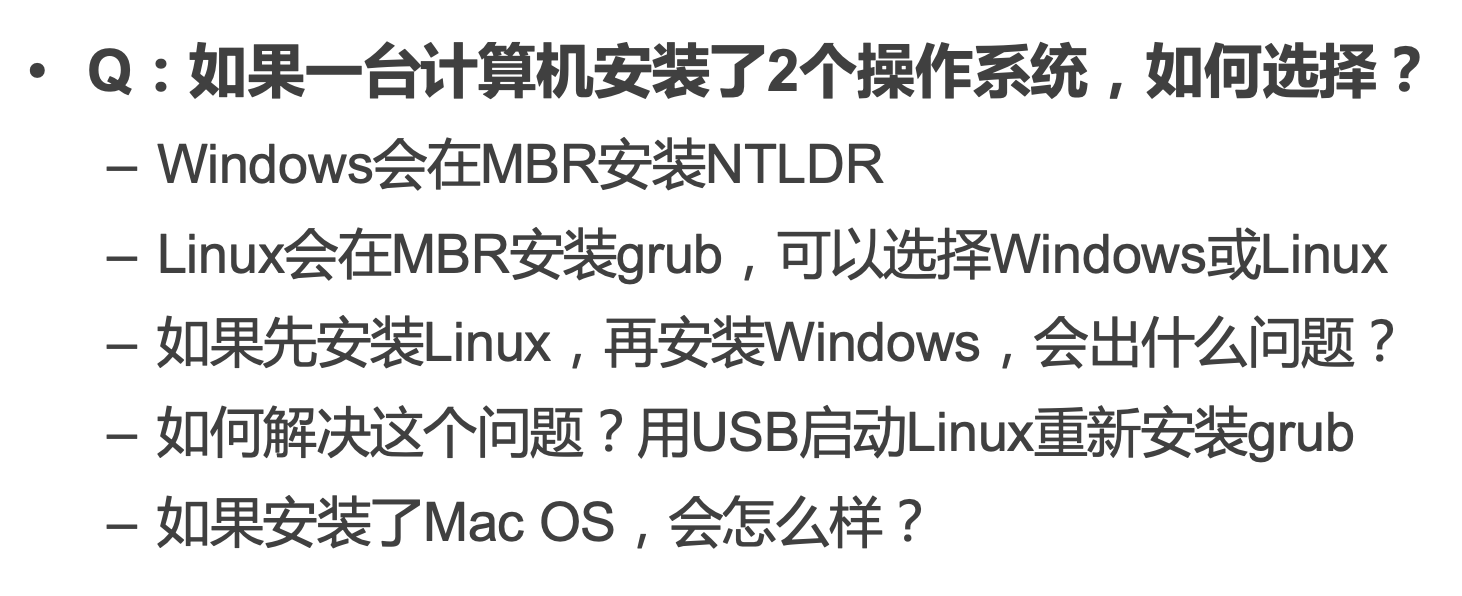 • Q：如果一台计算机安装了2个操作系统，如何选择？
– Windows会在MBR安装NTLDR
– Linux会在MBR安装grub，可以选择Windows或Linux
– 如果先安装Linux，再安装Windows，会出什么问题？
– 如何解决这个问题？用USB启动Linux重新安装grub
– 如果安装了Mac OS，会怎么样？